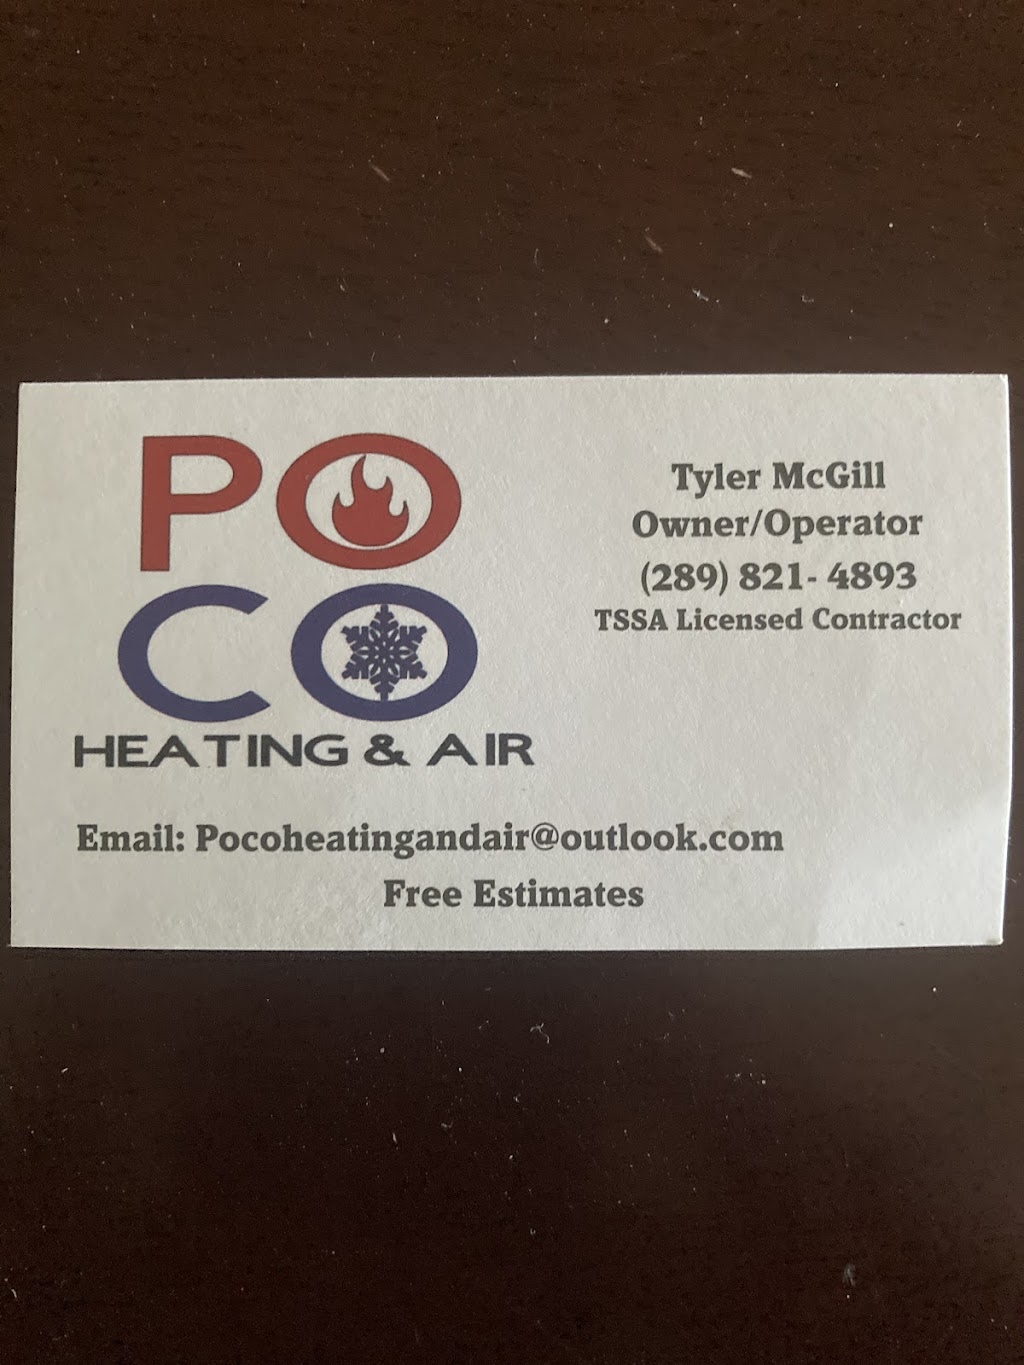 PO
CO
HEATING & AIR
Tyler McGill
Owner/Operator
(289) 821- 4893
TSSA Licensed Contractor
Email: Pocoheatingandair@outlook.com
Free Estimates